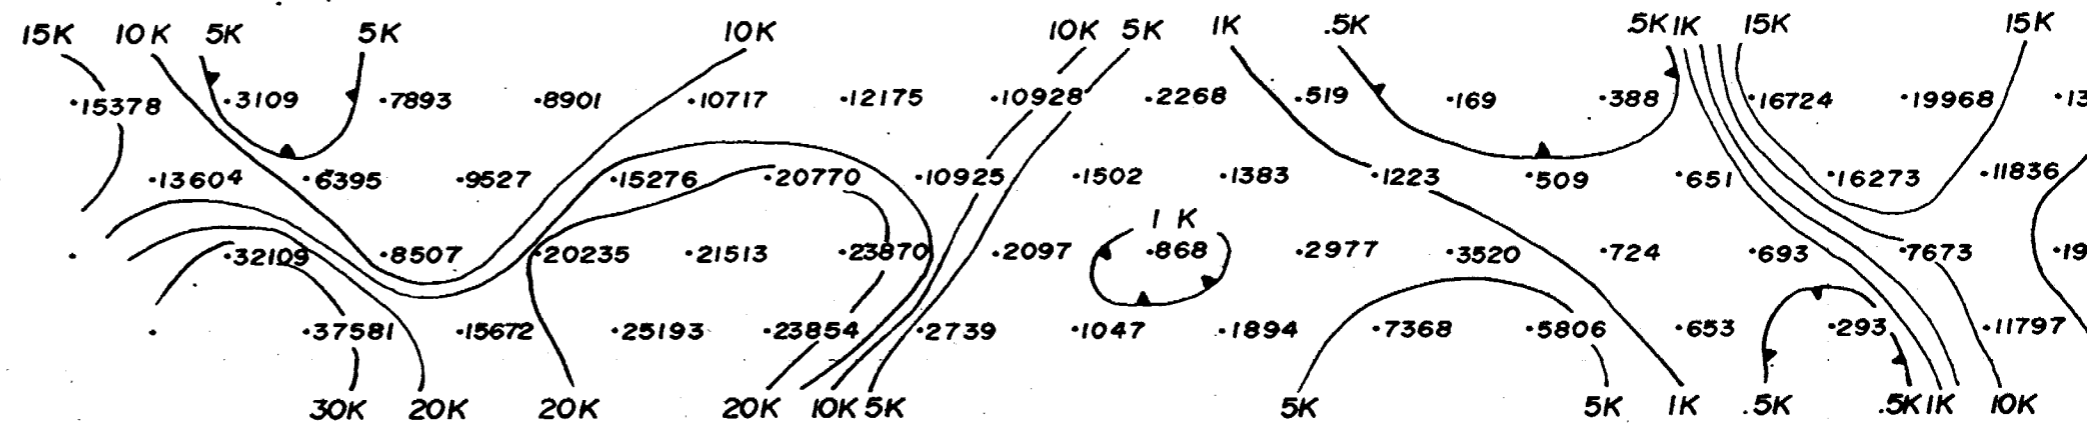 15K 10K 5K 5K 10K 10K 5K 1K .5K .5K 1K 15K 15K
·15378 ·3109 ·7893 ·8901 ·10717 ·12175 ·10928 ·2268 ·519 ·169 ·388 ·16724 ·19968 ·13
·13604 ·6395 ·9527 ·15276 ·20770 ·10925 ·1502 ·1383 ·1223 ·509 ·651 ·16273 ·11836
1 K
·32109 ·8507 ·20235 ·21513 ·23870 ·2097 ·868 ·2977 ·3520 ·724 ·693 ·7673 ·19
·37581 ·15672 ·25193 ·23854 ·2739 ·1047 ·1894 ·7368 ·5806 ·653 ·293 ·11797
30K 20K 20K 20K 10K 5K 5K 5K 1K .5K .5K 1K 10K